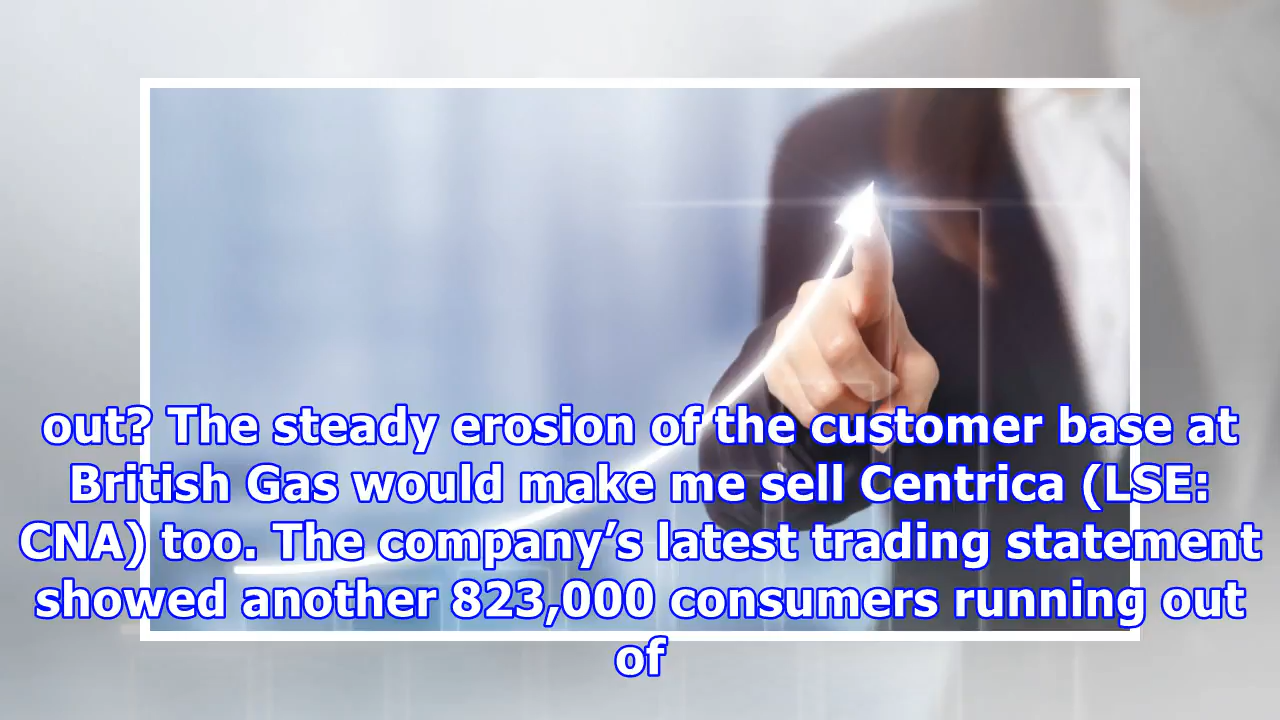 out? The steady erosion of the customer base at
British Gas would make me sell Centrica (LSE:
CNA) too. The company’s latest trading statement
showed another 823,000 consumers running out
of